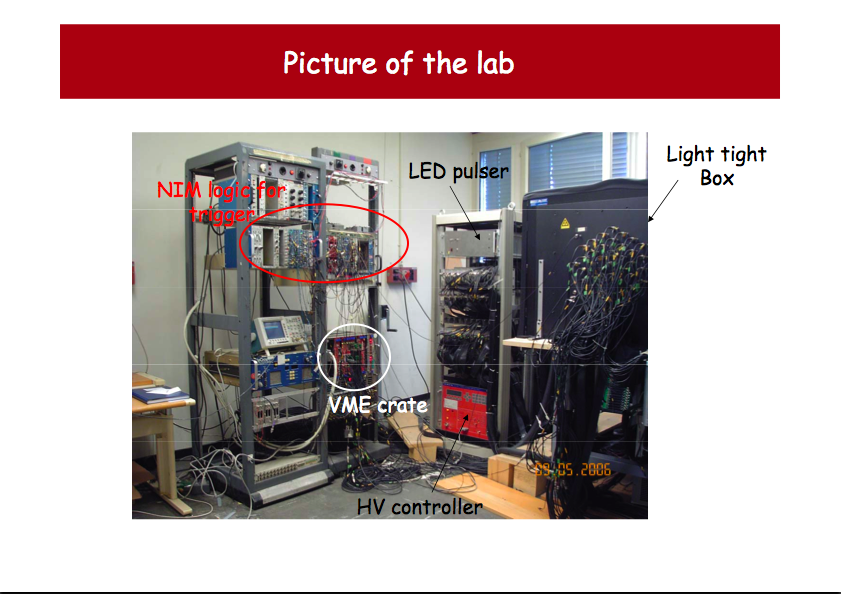 Picture of the lab
Light tight
Box
LED pulser
NIM logic for
trigger
VME crate
09.05.2006
HV controller